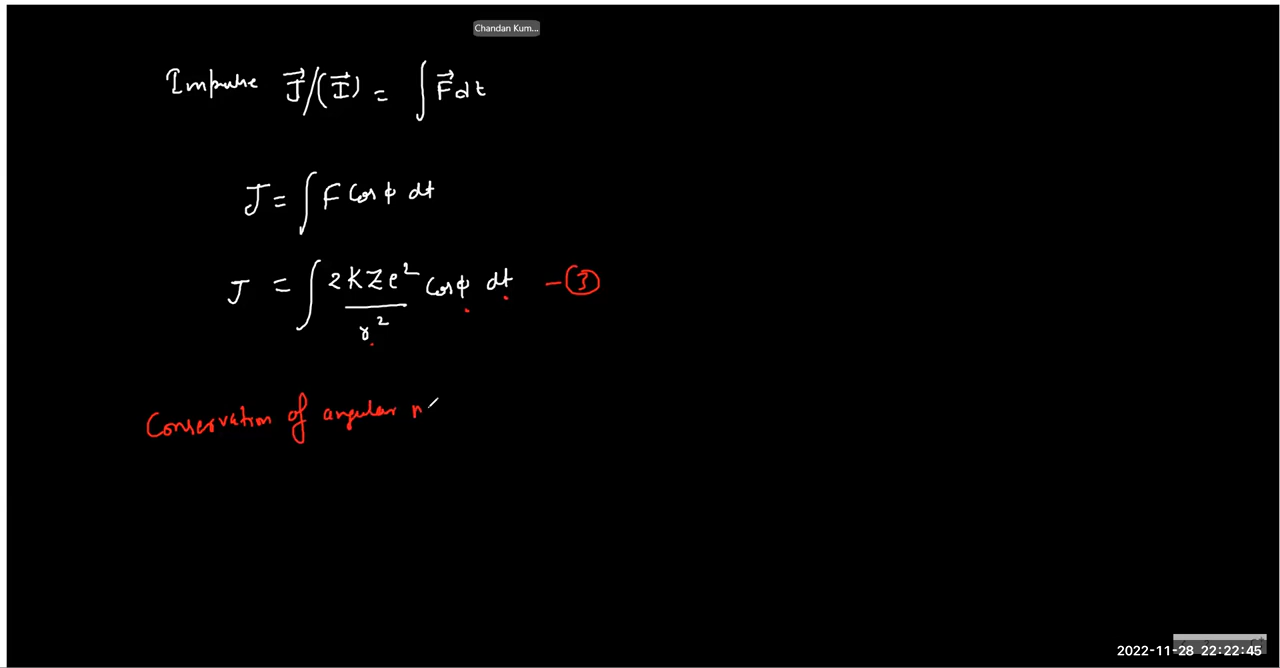 Chandan Kum...
Impulse J⃗/(I⃗) = ∫ F⃗ dt
J = ∫ F Cos ϕ dt
J = ∫ 2KZe²/r² Cos ϕ dt — ③
Conservation of angular
2022-11-28 22:22:45